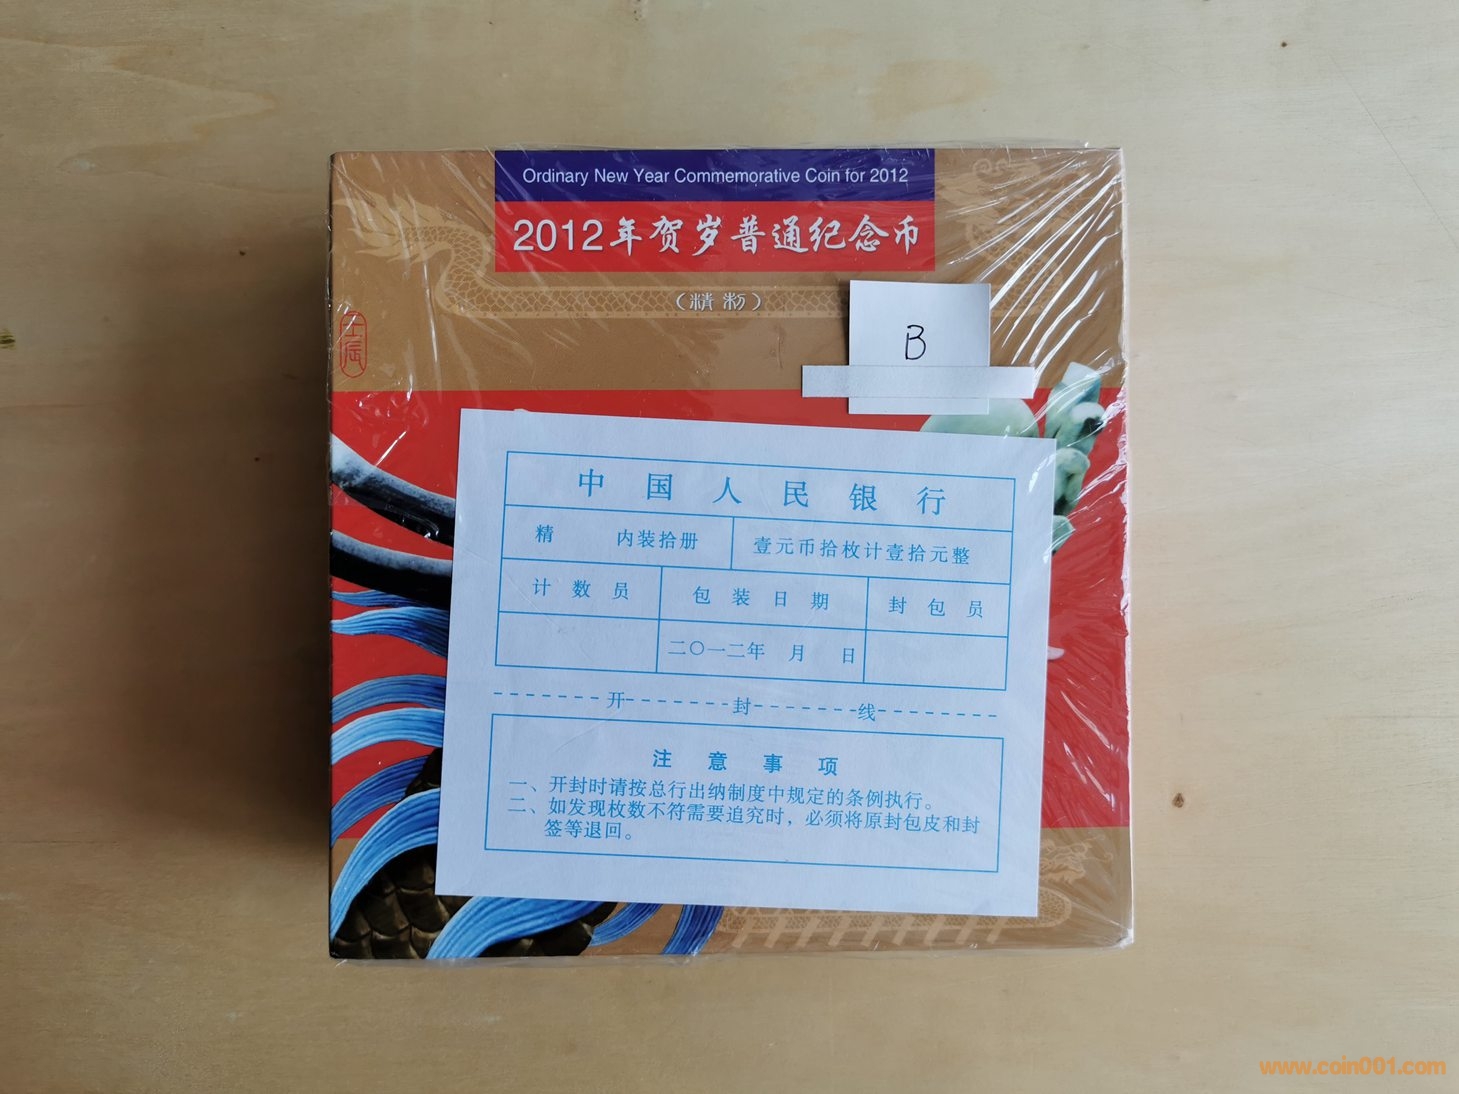 Ordinary New Year Commemorative Coin for 2012
2012年贺岁普通纪念币
(精制)
壬辰
B
中国人民银行
精 内装拾册 壹元币拾枚计壹拾元整
计数员 包装日期 封包员
二〇一二年 月 日
-------开-------封-------线--------
注意事项
一、开封时请按总行出纳制度中规定的条例执行。
二、如发现枚数不符需要追究时，必须将原封包皮和封
签等退回。
www.coin001.com